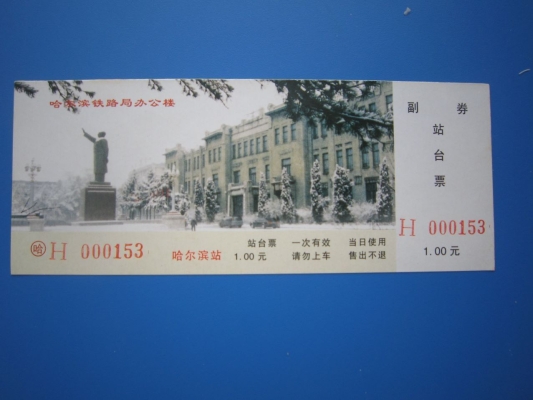 哈尔滨铁路局办公楼
哈 H 000153
哈尔滨站
站台票 一次有效 当日使用
1.00 元 请勿上车 售出不退
副 券
站
台
票
H 000153
1.00 元